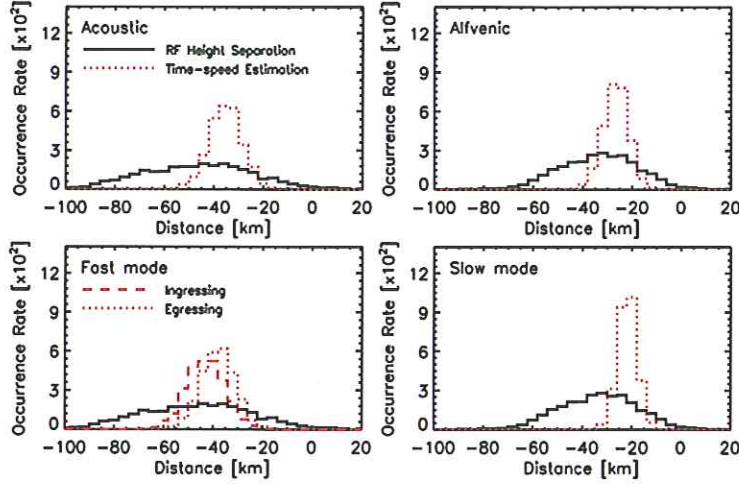 Acoustic
RF Height Separation
Time-speed Estimation
Occurrence Rate [x10²]
12
9
6
3
0
-100 -80 -60 -40 -20 0 20
Distance [km]
Alfvenic
Occurrence Rate [x10²]
12
9
6
3
0
-100 -80 -60 -40 -20 0 20
Distance [km]
Fast mode
Ingressing
Egressing
Occurrence Rate [x10²]
12
9
6
3
0
-100 -80 -60 -40 -20 0 20
Distance [km]
Slow mode
Occurrence Rate [x10²]
12
9
6
3
0
-100 -80 -60 -40 -20 0 20
Distance [km]